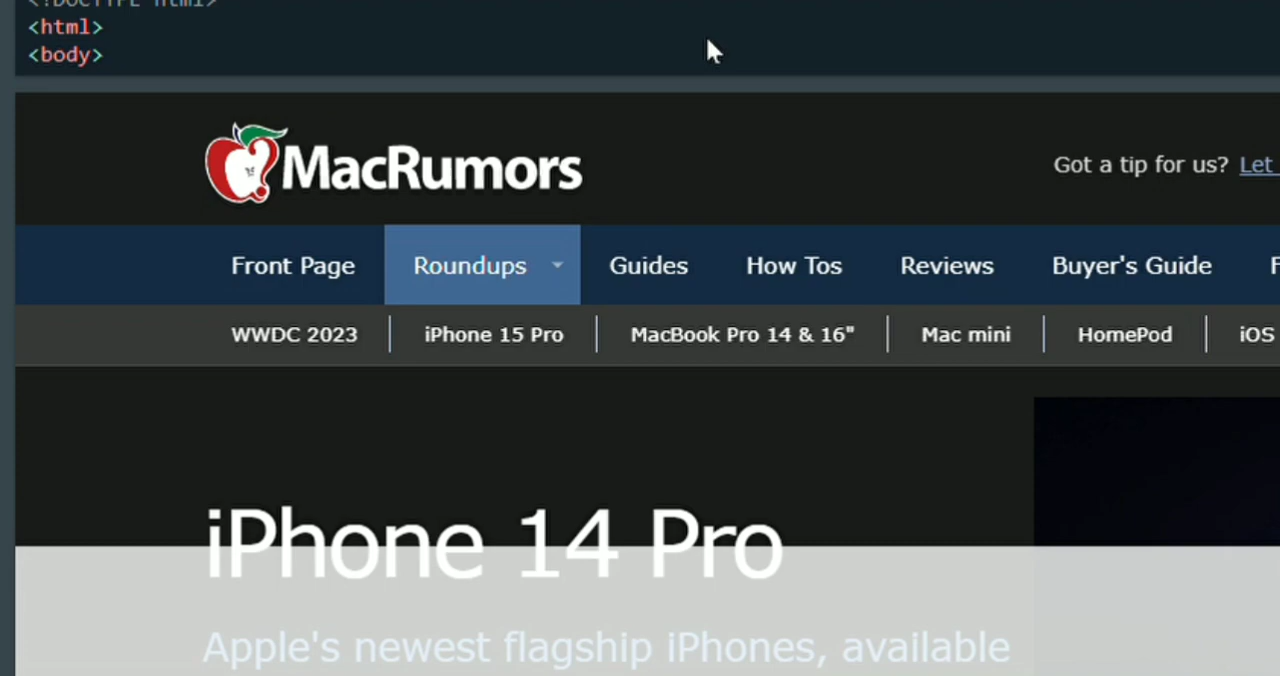 <!DOCTYPE html>
<html>
<body>
MacRumors
Got a tip for us? Let
Front Page Roundups Guides How Tos Reviews Buyer's Guide F
WWDC 2023 iPhone 15 Pro MacBook Pro 14 & 16" Mac mini HomePod iOS
iPhone 14 Pro
Apple's newest flagship iPhones, available